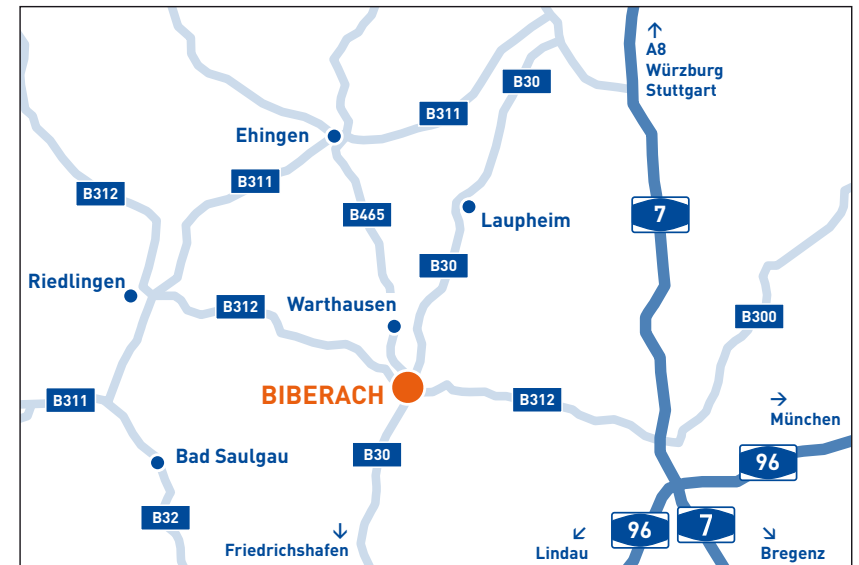 A8
Würzburg
Stuttgart
B30
B311
Ehingen
B311
B312
B465
7
Laupheim
B30
Riedlingen
B312
Warthausen
B300
BIBERACH
B311
B312
München
Bad Saulgau
B30
96
B32
96
7
Friedrichshafen
Lindau
Bregenz